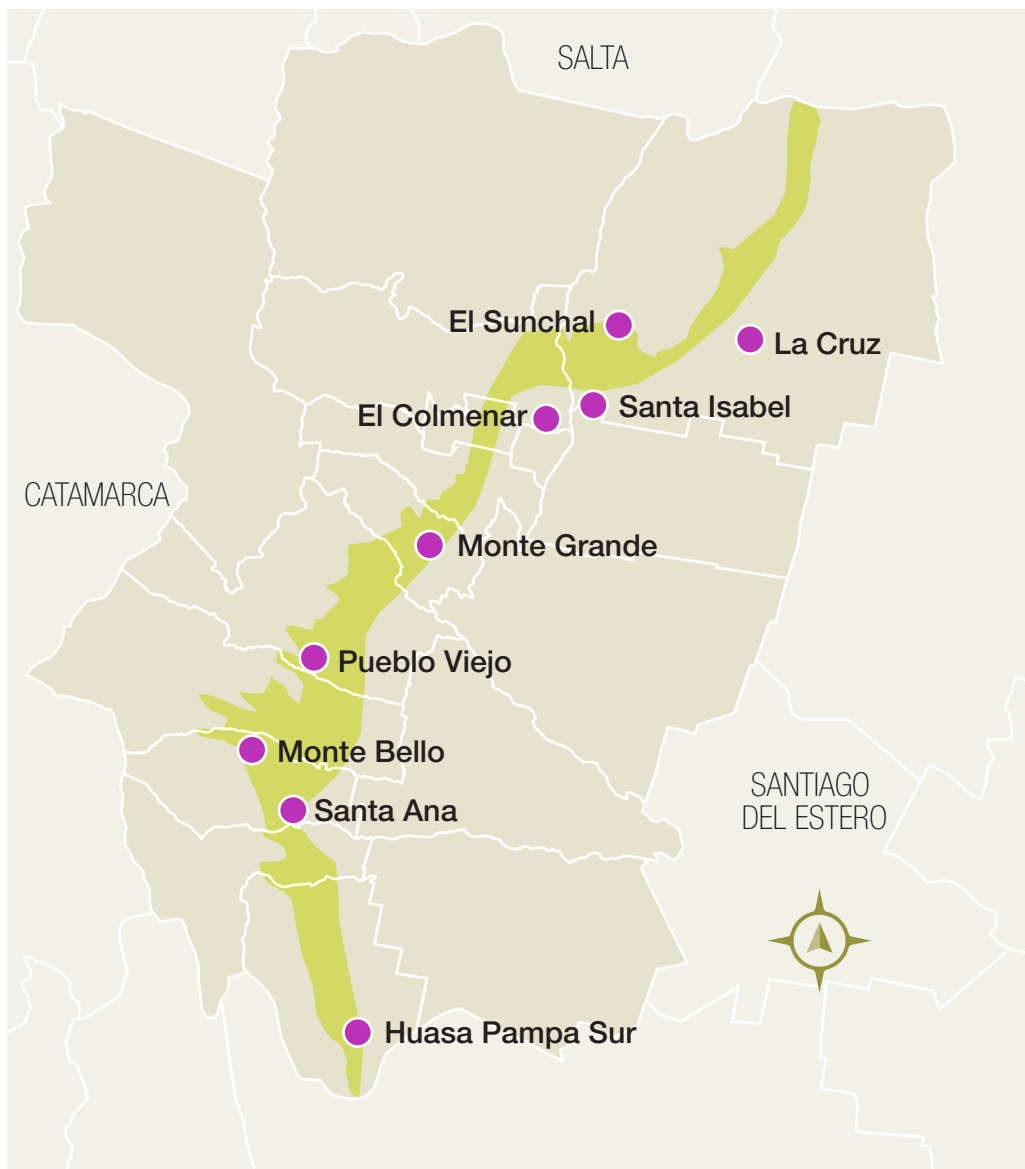 SALTA
El Sunchal
La Cruz
Santa Isabel
El Colmenar
CATAMARCA
Monte Grande
Pueblo Viejo
Monte Bello
SANTIAGO
DEL ESTERO
Santa Ana
Huasa Pampa Sur